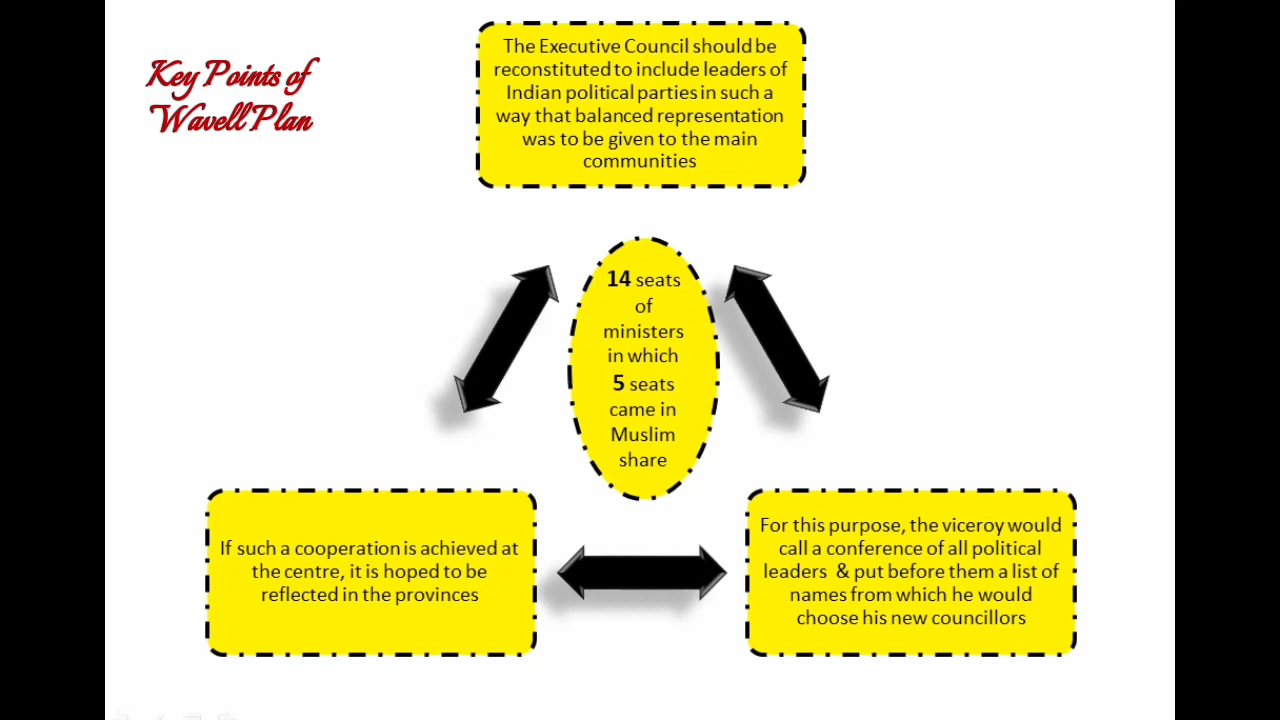 Key Points of
Wavell Plan
The Executive Council should be
reconstituted to include leaders of
Indian political parties in such a
way that balanced representation
was to be given to the main
communities
14 seats
of
ministers
in which
5 seats
came in
Muslim
share
If such a cooperation is achieved at
the centre, it is hoped to be
reflected in the provinces
For this purpose, the viceroy would
call a conference of all political
leaders & put before them a list of
names from which he would
choose his new councillors